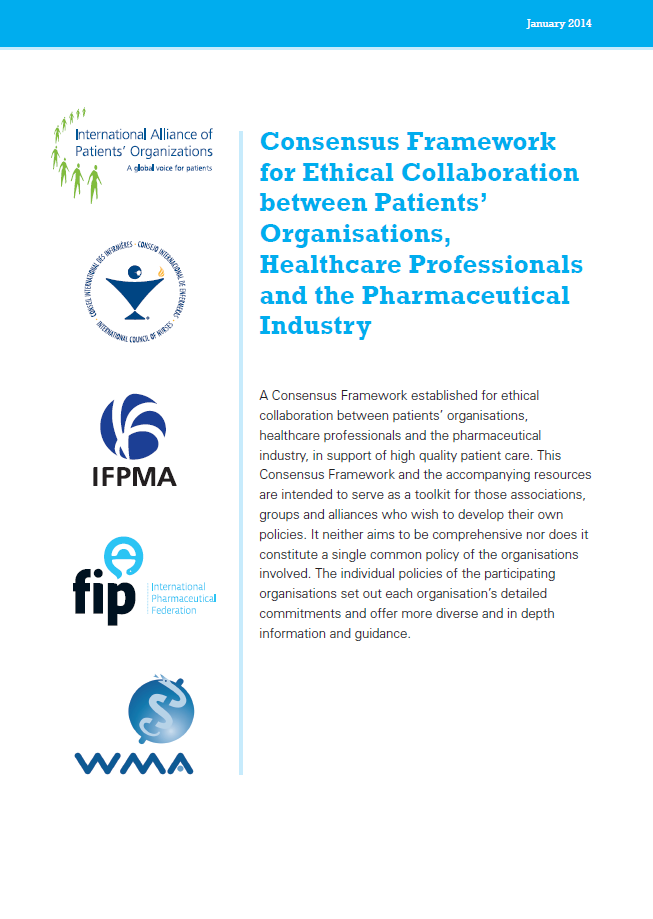 January 2014
International Alliance of
Patients' Organizations
A global voice for patients
CONSEIL INTERNATIONAL DES INFIRMIÈRES · CONSEJO INTERNACIONAL DE ENFERMERAS ·
INTERNATIONAL COUNCIL OF NURSES ·
IFPMA
fip
International
Pharmaceutical
Federation
WMA
Consensus Framework
for Ethical Collaboration
between Patients’
Organisations,
Healthcare Professionals
and the Pharmaceutical
Industry
A Consensus Framework established for ethical
collaboration between patients’ organisations,
healthcare professionals and the pharmaceutical
industry, in support of high quality patient care. This
Consensus Framework and the accompanying resources
are intended to serve as a toolkit for those associations,
groups and alliances who wish to develop their own
policies. It neither aims to be comprehensive nor does it
constitute a single common policy of the organisations
involved. The individual policies of the participating
organisations set out each organisation’s detailed
commitments and offer more diverse and in depth
information and guidance.